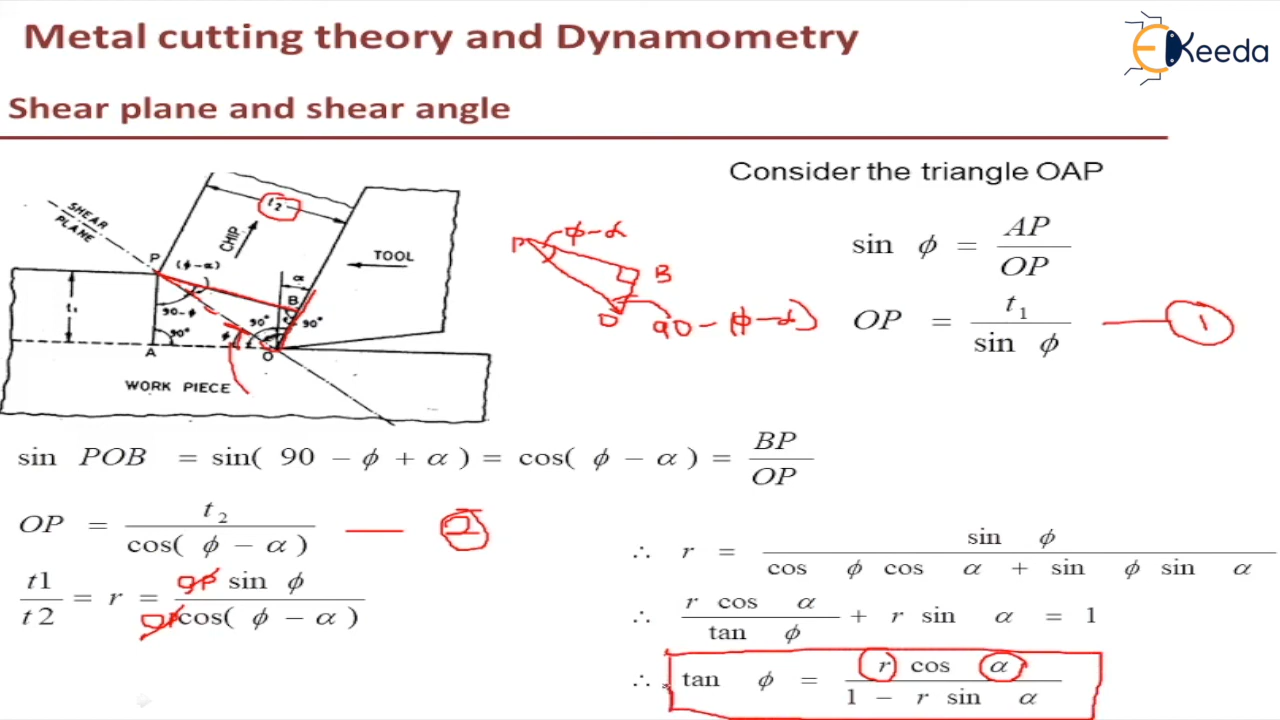 Metal cutting theory and Dynamometry
EKeeda
Shear plane and shear angle
Consider the triangle OAP
SHEAR PLANE
t₂
CHIP
TOOL
P
(ϕ-α)
α
B
t₁
90-ϕ
90°
ϕ
90°
90°
A
O
WORK PIECE
P
ϕ-α
B
O
90-(ϕ-α)
sin ϕ = AP / OP
OP = t₁ / sin ϕ
1
sin POB = sin( 90 − ϕ + α ) = cos( ϕ − α ) = BP / OP
OP = t₂ / cos( ϕ − α )
2
t1 / t2 = r = OP sin ϕ / OP cos( ϕ − α )
∴ r = sin ϕ / cos ϕ cos α + sin ϕ sin α
∴ r cos α / tan ϕ + r sin α = 1
∴ tan ϕ = r cos α / 1 − r sin α